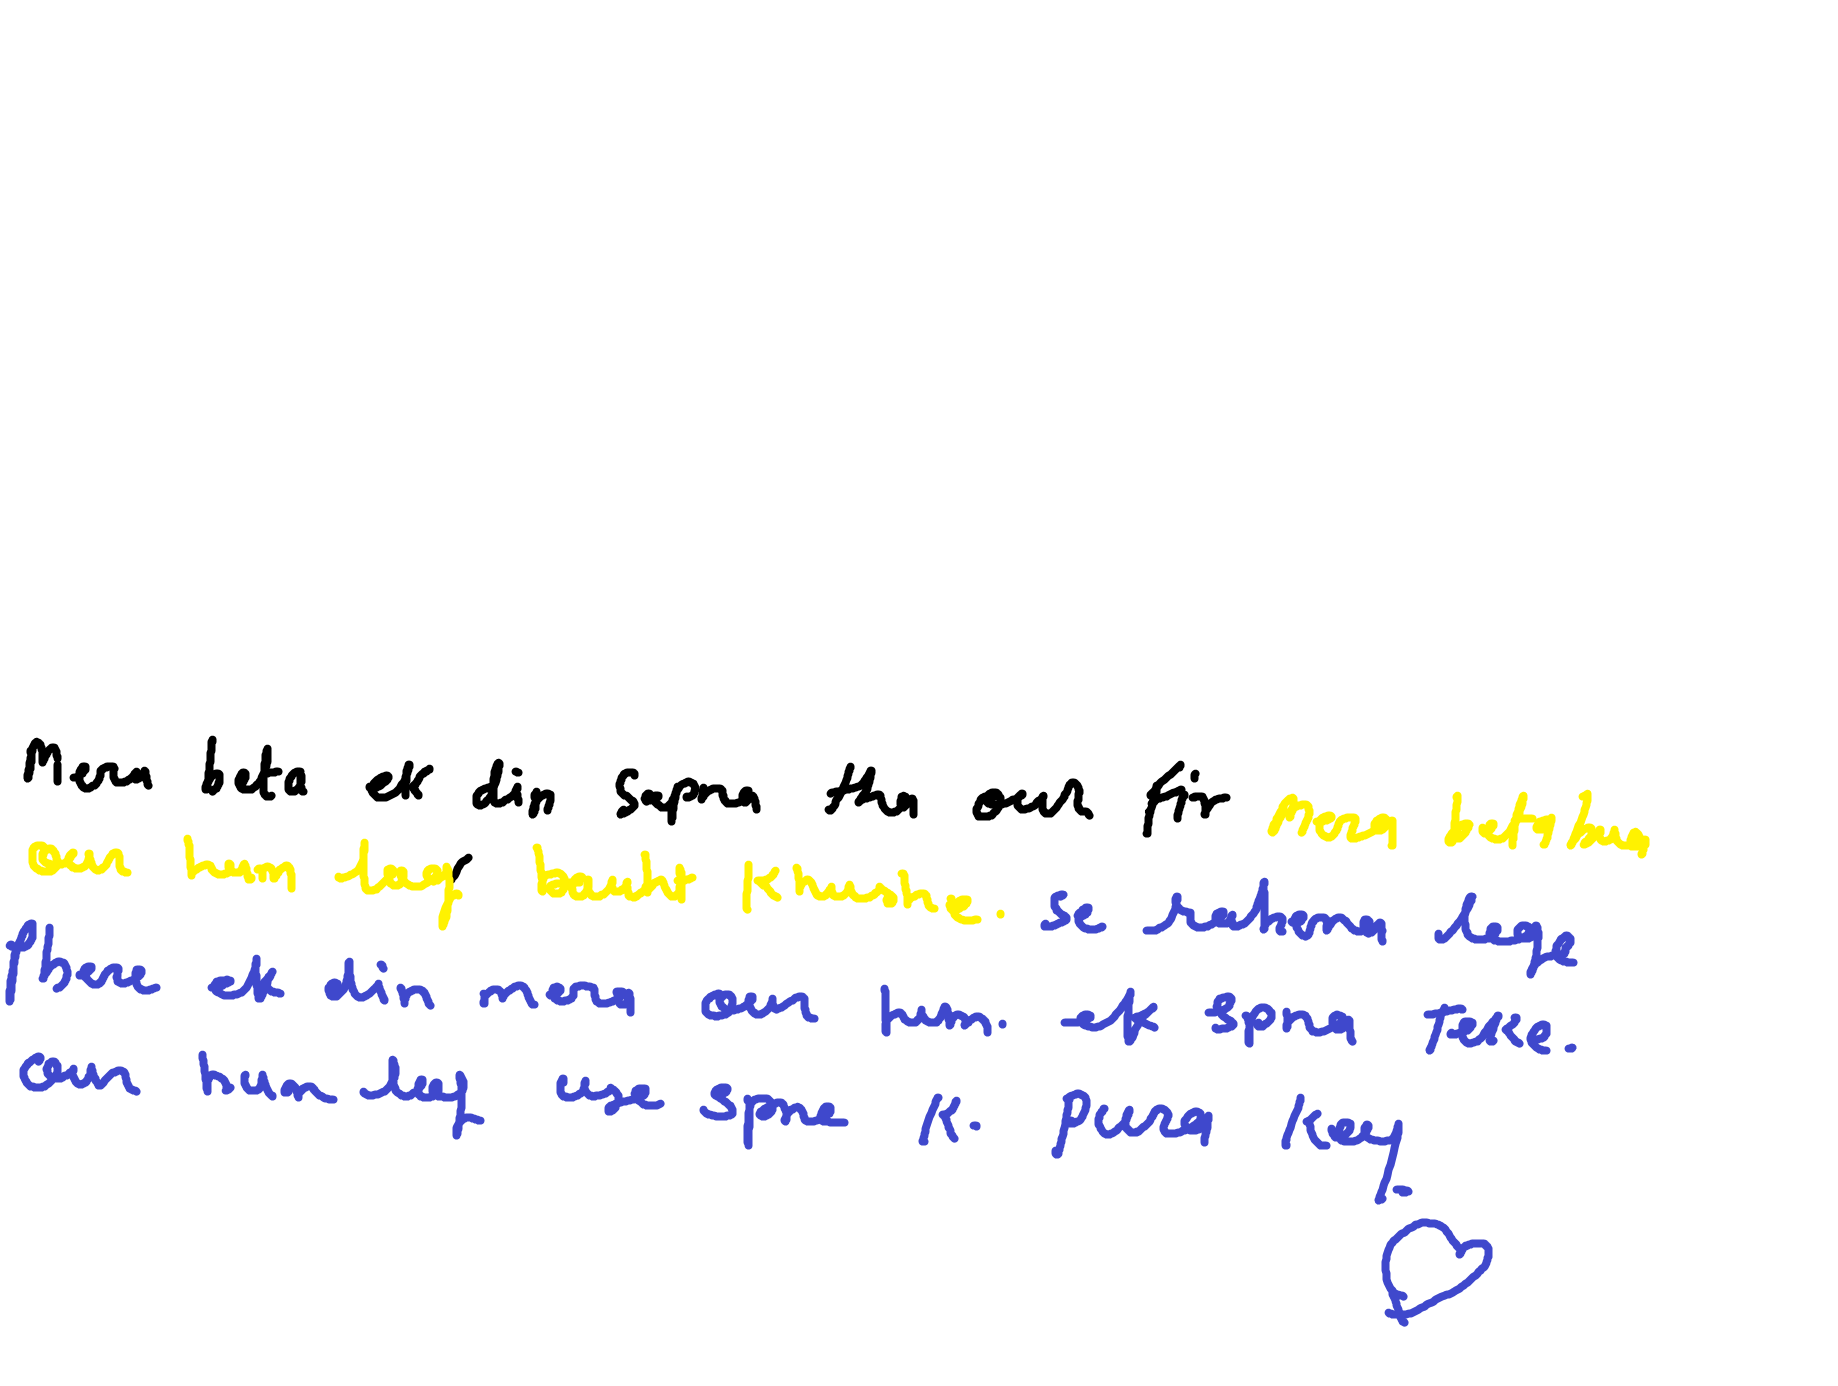 Mera beta ek din sapna tha our fir Mera beta hua
our hum log bauht khushe. se rahena lege
Phere ek din mera our hum. ek spna Teke.
our hum log use spne K. pura key.